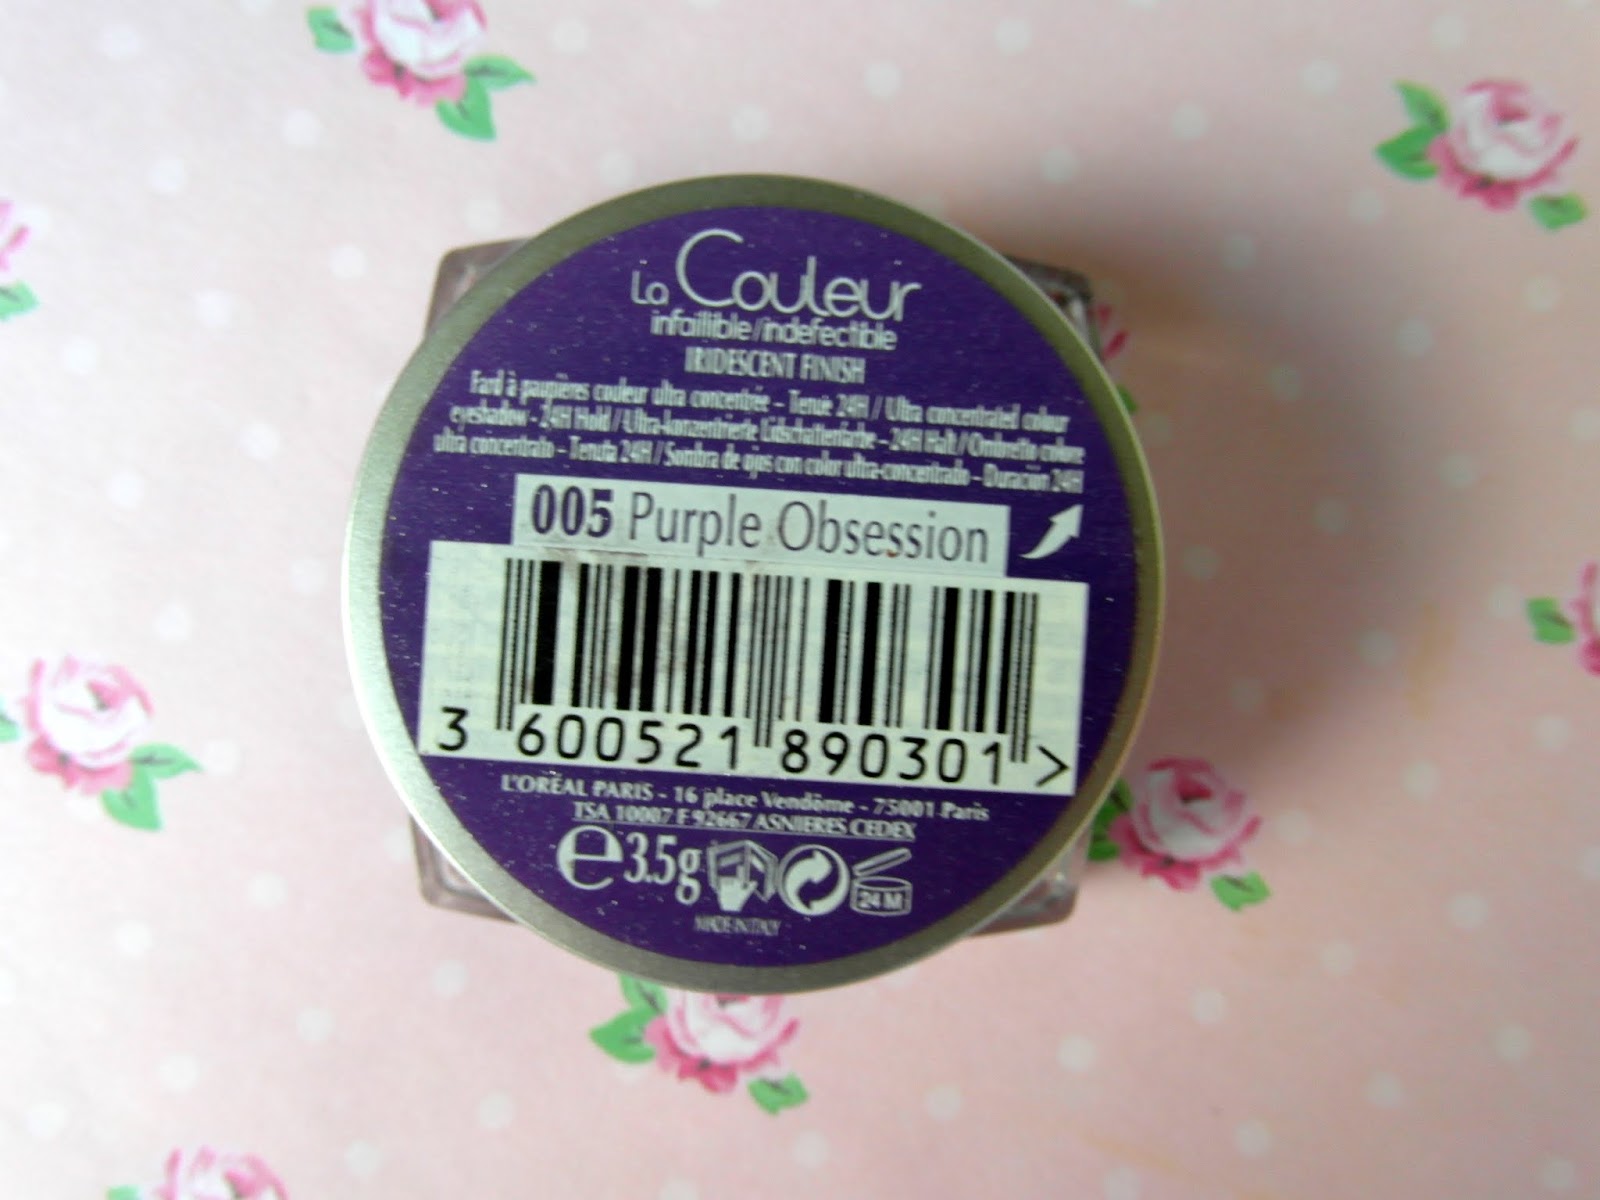 La Couleur
infaillible/indefectible
IRIDESCENT FINISH
Fard à paupières couleur ultra concentrée - Tenue 24H / Ultra concentrated colour
eyeshadow - 24H Hold / Ultra-konzentrierte Lidschattenfarbe - 24H Halt / Ombretto colore
ultra concentrato - Tenuta 24H / Sombra de ojos con color ultra-concentrado - Duración 24H
005 Purple Obsession
3 600521 890301 >
L'ORÉAL PARIS - 16 place Vendôme - 75001 Paris
TSA 10007 F 92667 ASNIERES CEDEX
e 3.5g 24 M
MADE IN ITALY